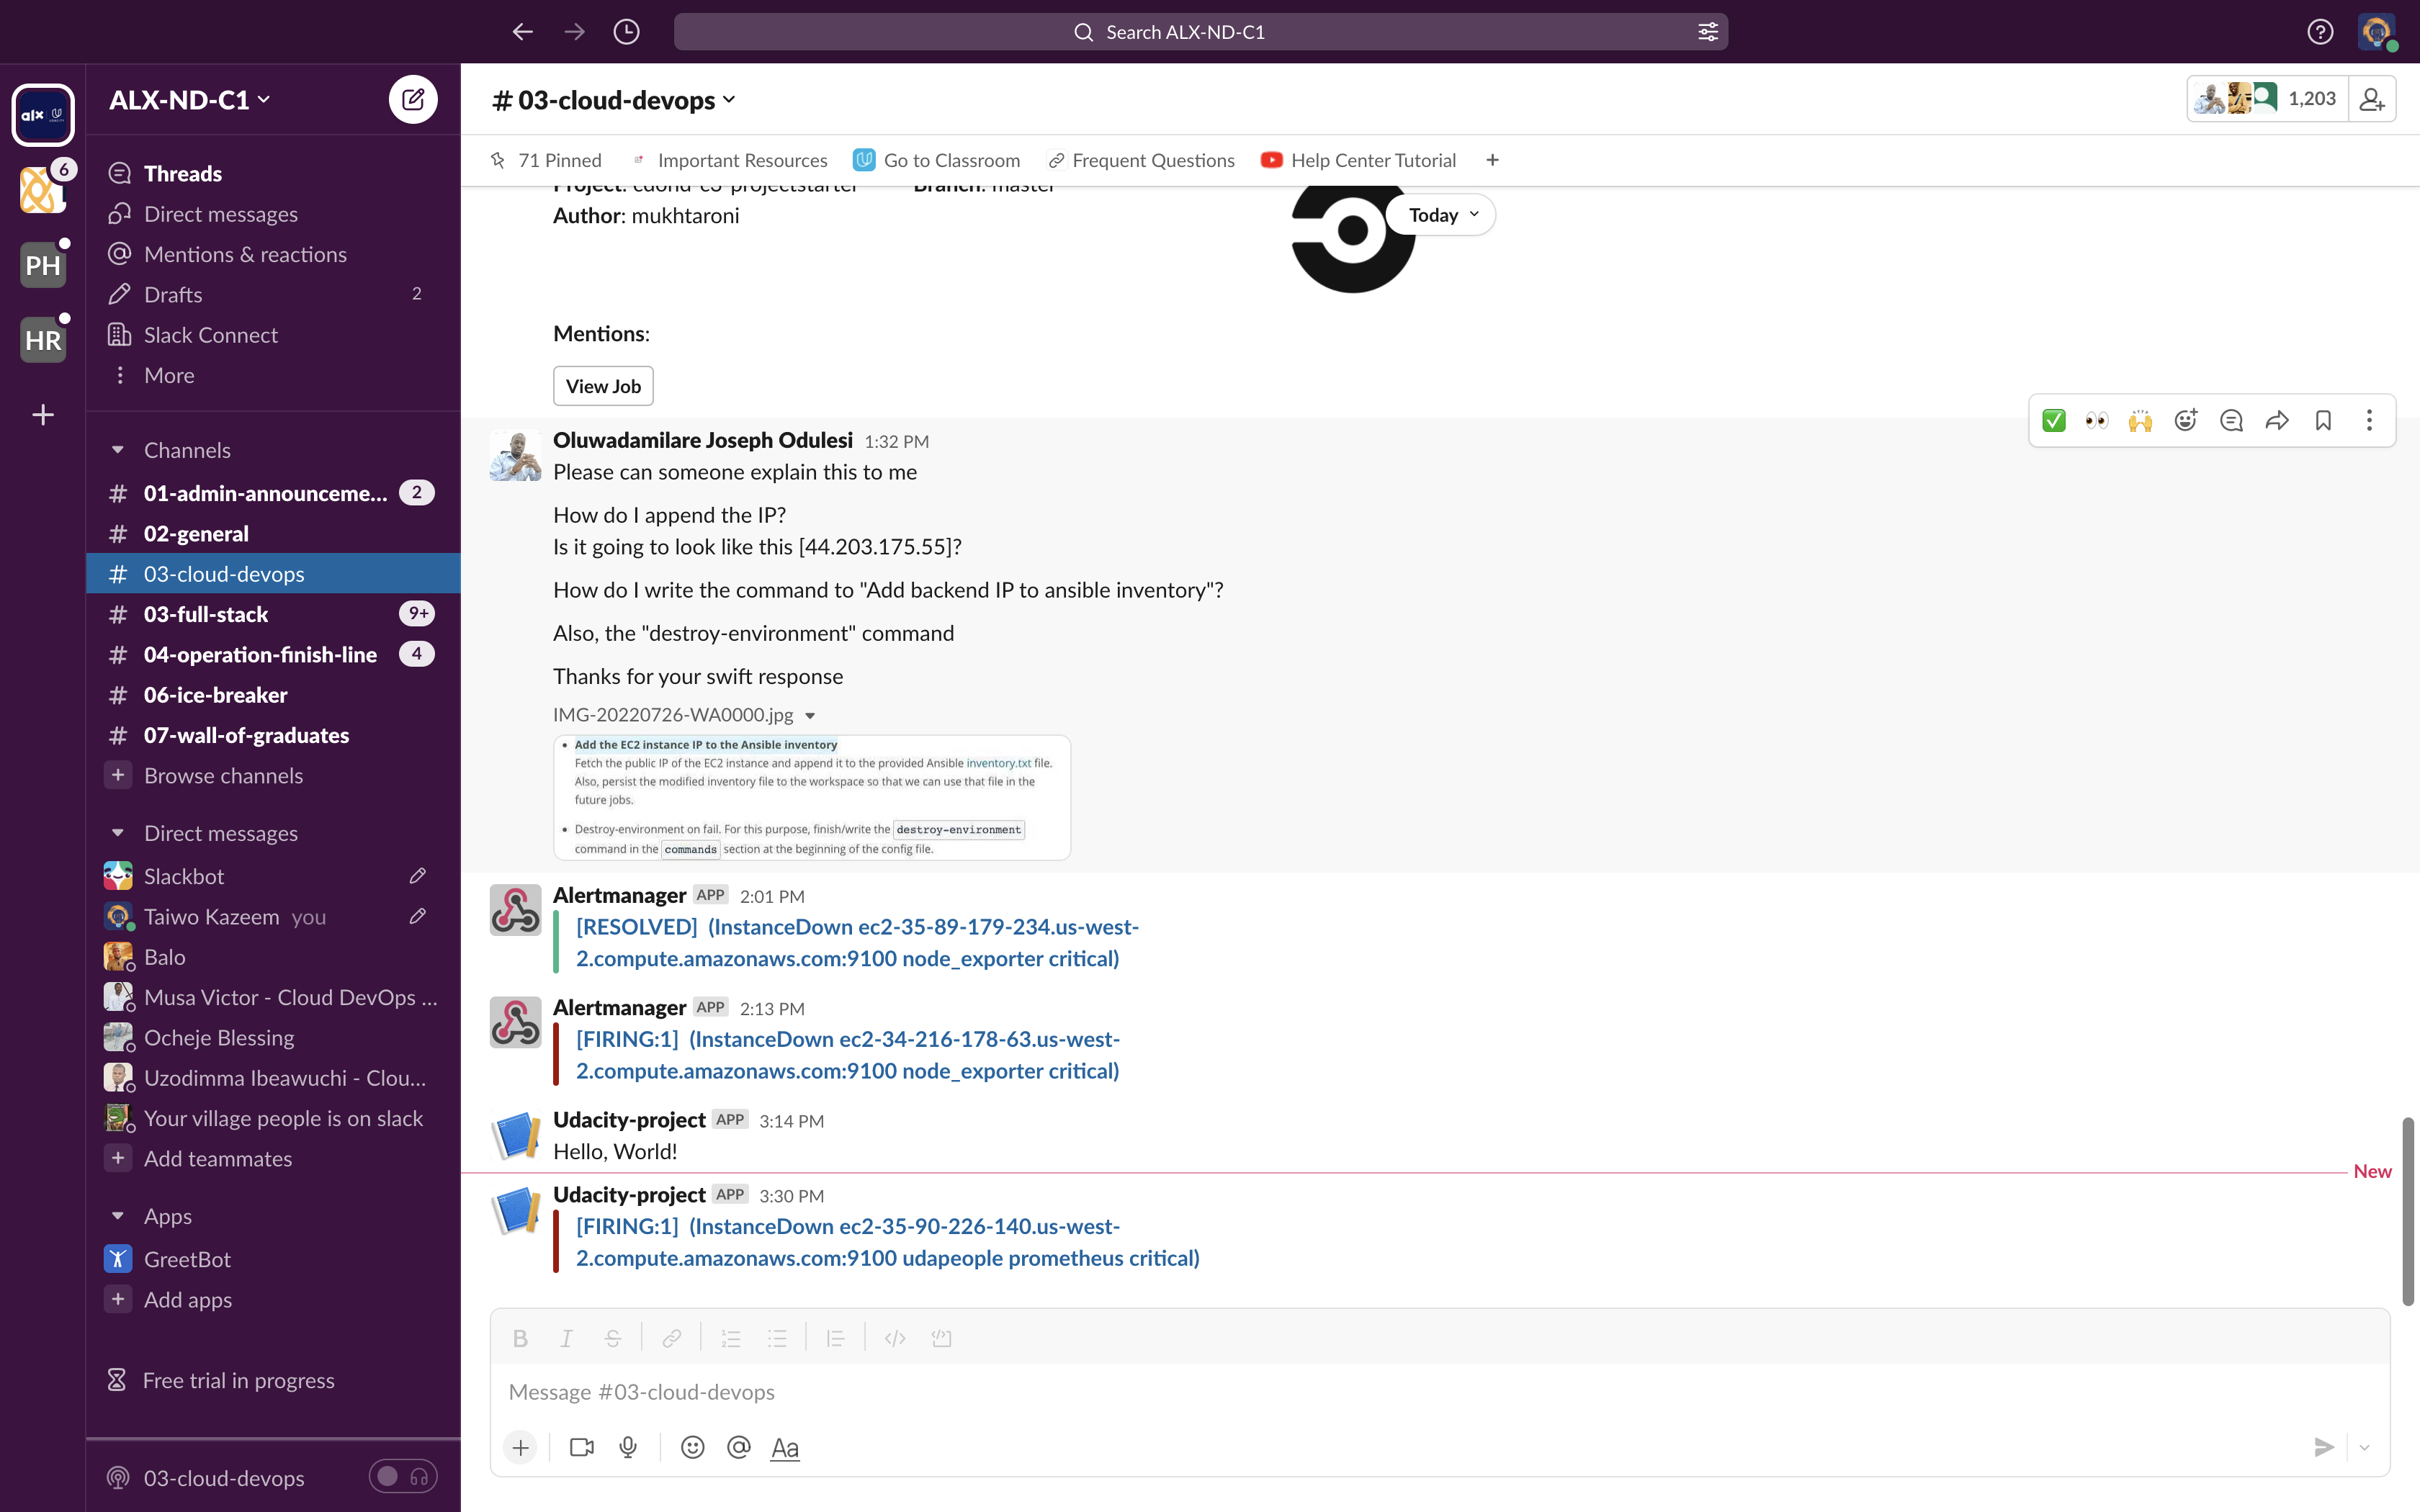 Search ALX-ND-C1
alx
6
PH
HR
ALX-ND-C1
Threads
Direct messages
Mentions & reactions
Drafts 2
Slack Connect
More
Channels
# 01-admin-announceme... 2
# 02-general
# 03-cloud-devops
# 03-full-stack 9+
# 04-operation-finish-line 4
# 06-ice-breaker
# 07-wall-of-graduates
+ Browse channels
Direct messages
Slackbot
Taiwo Kazeem you
Balo
Musa Victor - Cloud DevOps ...
Ocheje Blessing
Uzodimma Ibeawuchi - Clou...
Your village people is on slack
+ Add teammates
Apps
GreetBot
+ Add apps
Free trial in progress
03-cloud-devops
# 03-cloud-devops
1,203
71 Pinned Important Resources Go to Classroom Frequent Questions Help Center Tutorial +
Project: cdond-c3-projectstarter Branch: master
Author: mukhtaroni
Today
Mentions:
View Job
Oluwadamilare Joseph Odulesi 1:32 PM
Please can someone explain this to me
How do I append the IP?
Is it going to look like this [44.203.175.55]?
How do I write the command to "Add backend IP to ansible inventory"?
Also, the "destroy-environment" command
Thanks for your swift response
IMG-20220726-WA0000.jpg
• Add the EC2 instance IP to the Ansible inventory
Fetch the public IP of the EC2 instance and append it to the provided Ansible inventory.txt file.
Also, persist the modified inventory file to the workspace so that we can use that file in the
future jobs.
• Destroy-environment on fail. For this purpose, finish/write the destroy-environment
command in the commands section at the beginning of the config file.
Alertmanager APP 2:01 PM
[RESOLVED] (InstanceDown ec2-35-89-179-234.us-west-
2.compute.amazonaws.com:9100 node_exporter critical)
Alertmanager APP 2:13 PM
[FIRING:1] (InstanceDown ec2-34-216-178-63.us-west-
2.compute.amazonaws.com:9100 node_exporter critical)
Udacity-project APP 3:14 PM
Hello, World!
New
Udacity-project APP 3:30 PM
[FIRING:1] (InstanceDown ec2-35-90-226-140.us-west-
2.compute.amazonaws.com:9100 udapeople prometheus critical)
B I S
Message #03-cloud-devops
+ @ Aa